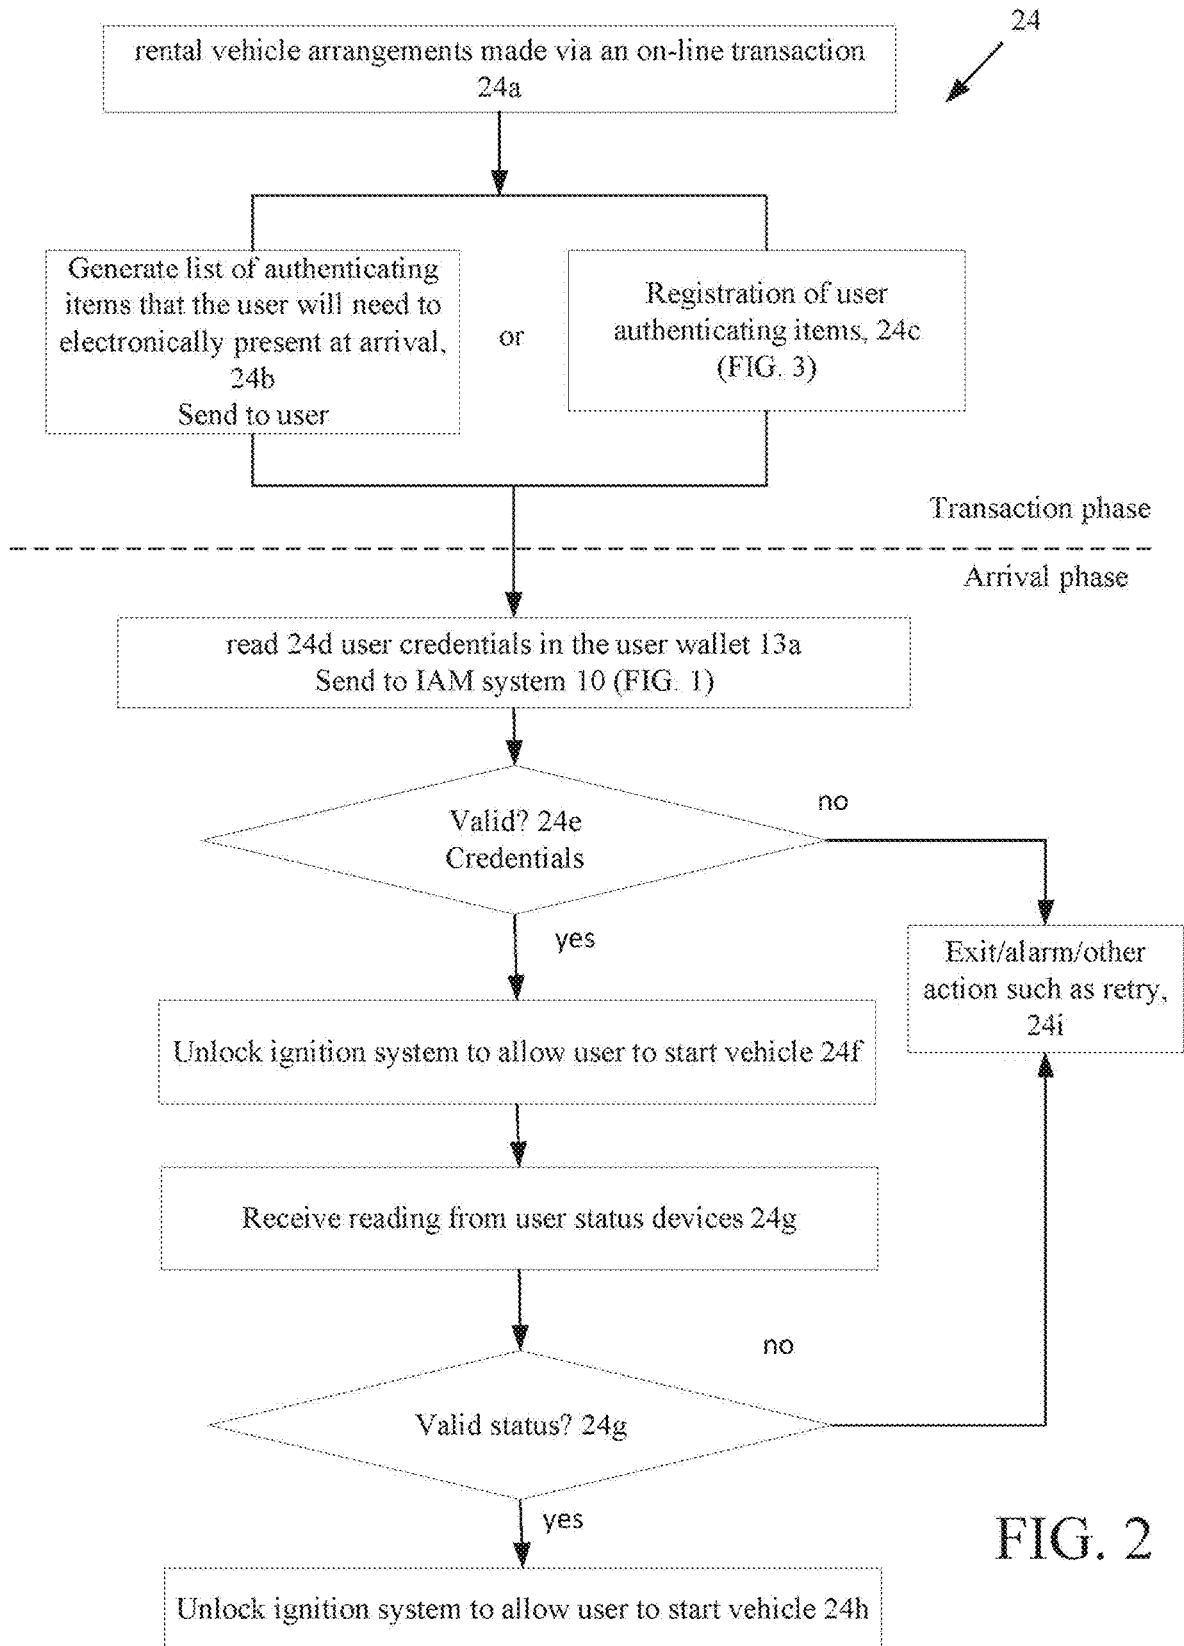 24
rental vehicle arrangements made via an on-line transaction
24a
Generate list of authenticating
items that the user will need to
electronically present at arrival,
24b
Send to user
or
Registration of user
authenticating items, 24c
(FIG. 3)
Transaction phase
Arrival phase
read 24d user credentials in the user wallet 13a
Send to IAM system 10 (FIG. 1)
Valid? 24e
Credentials
no
yes
Exit/alarm/other
action such as retry,
24i
Unlock ignition system to allow user to start vehicle 24f
Receive reading from user status devices 24g
no
Valid status? 24g
yes
FIG. 2
Unlock ignition system to allow user to start vehicle 24h